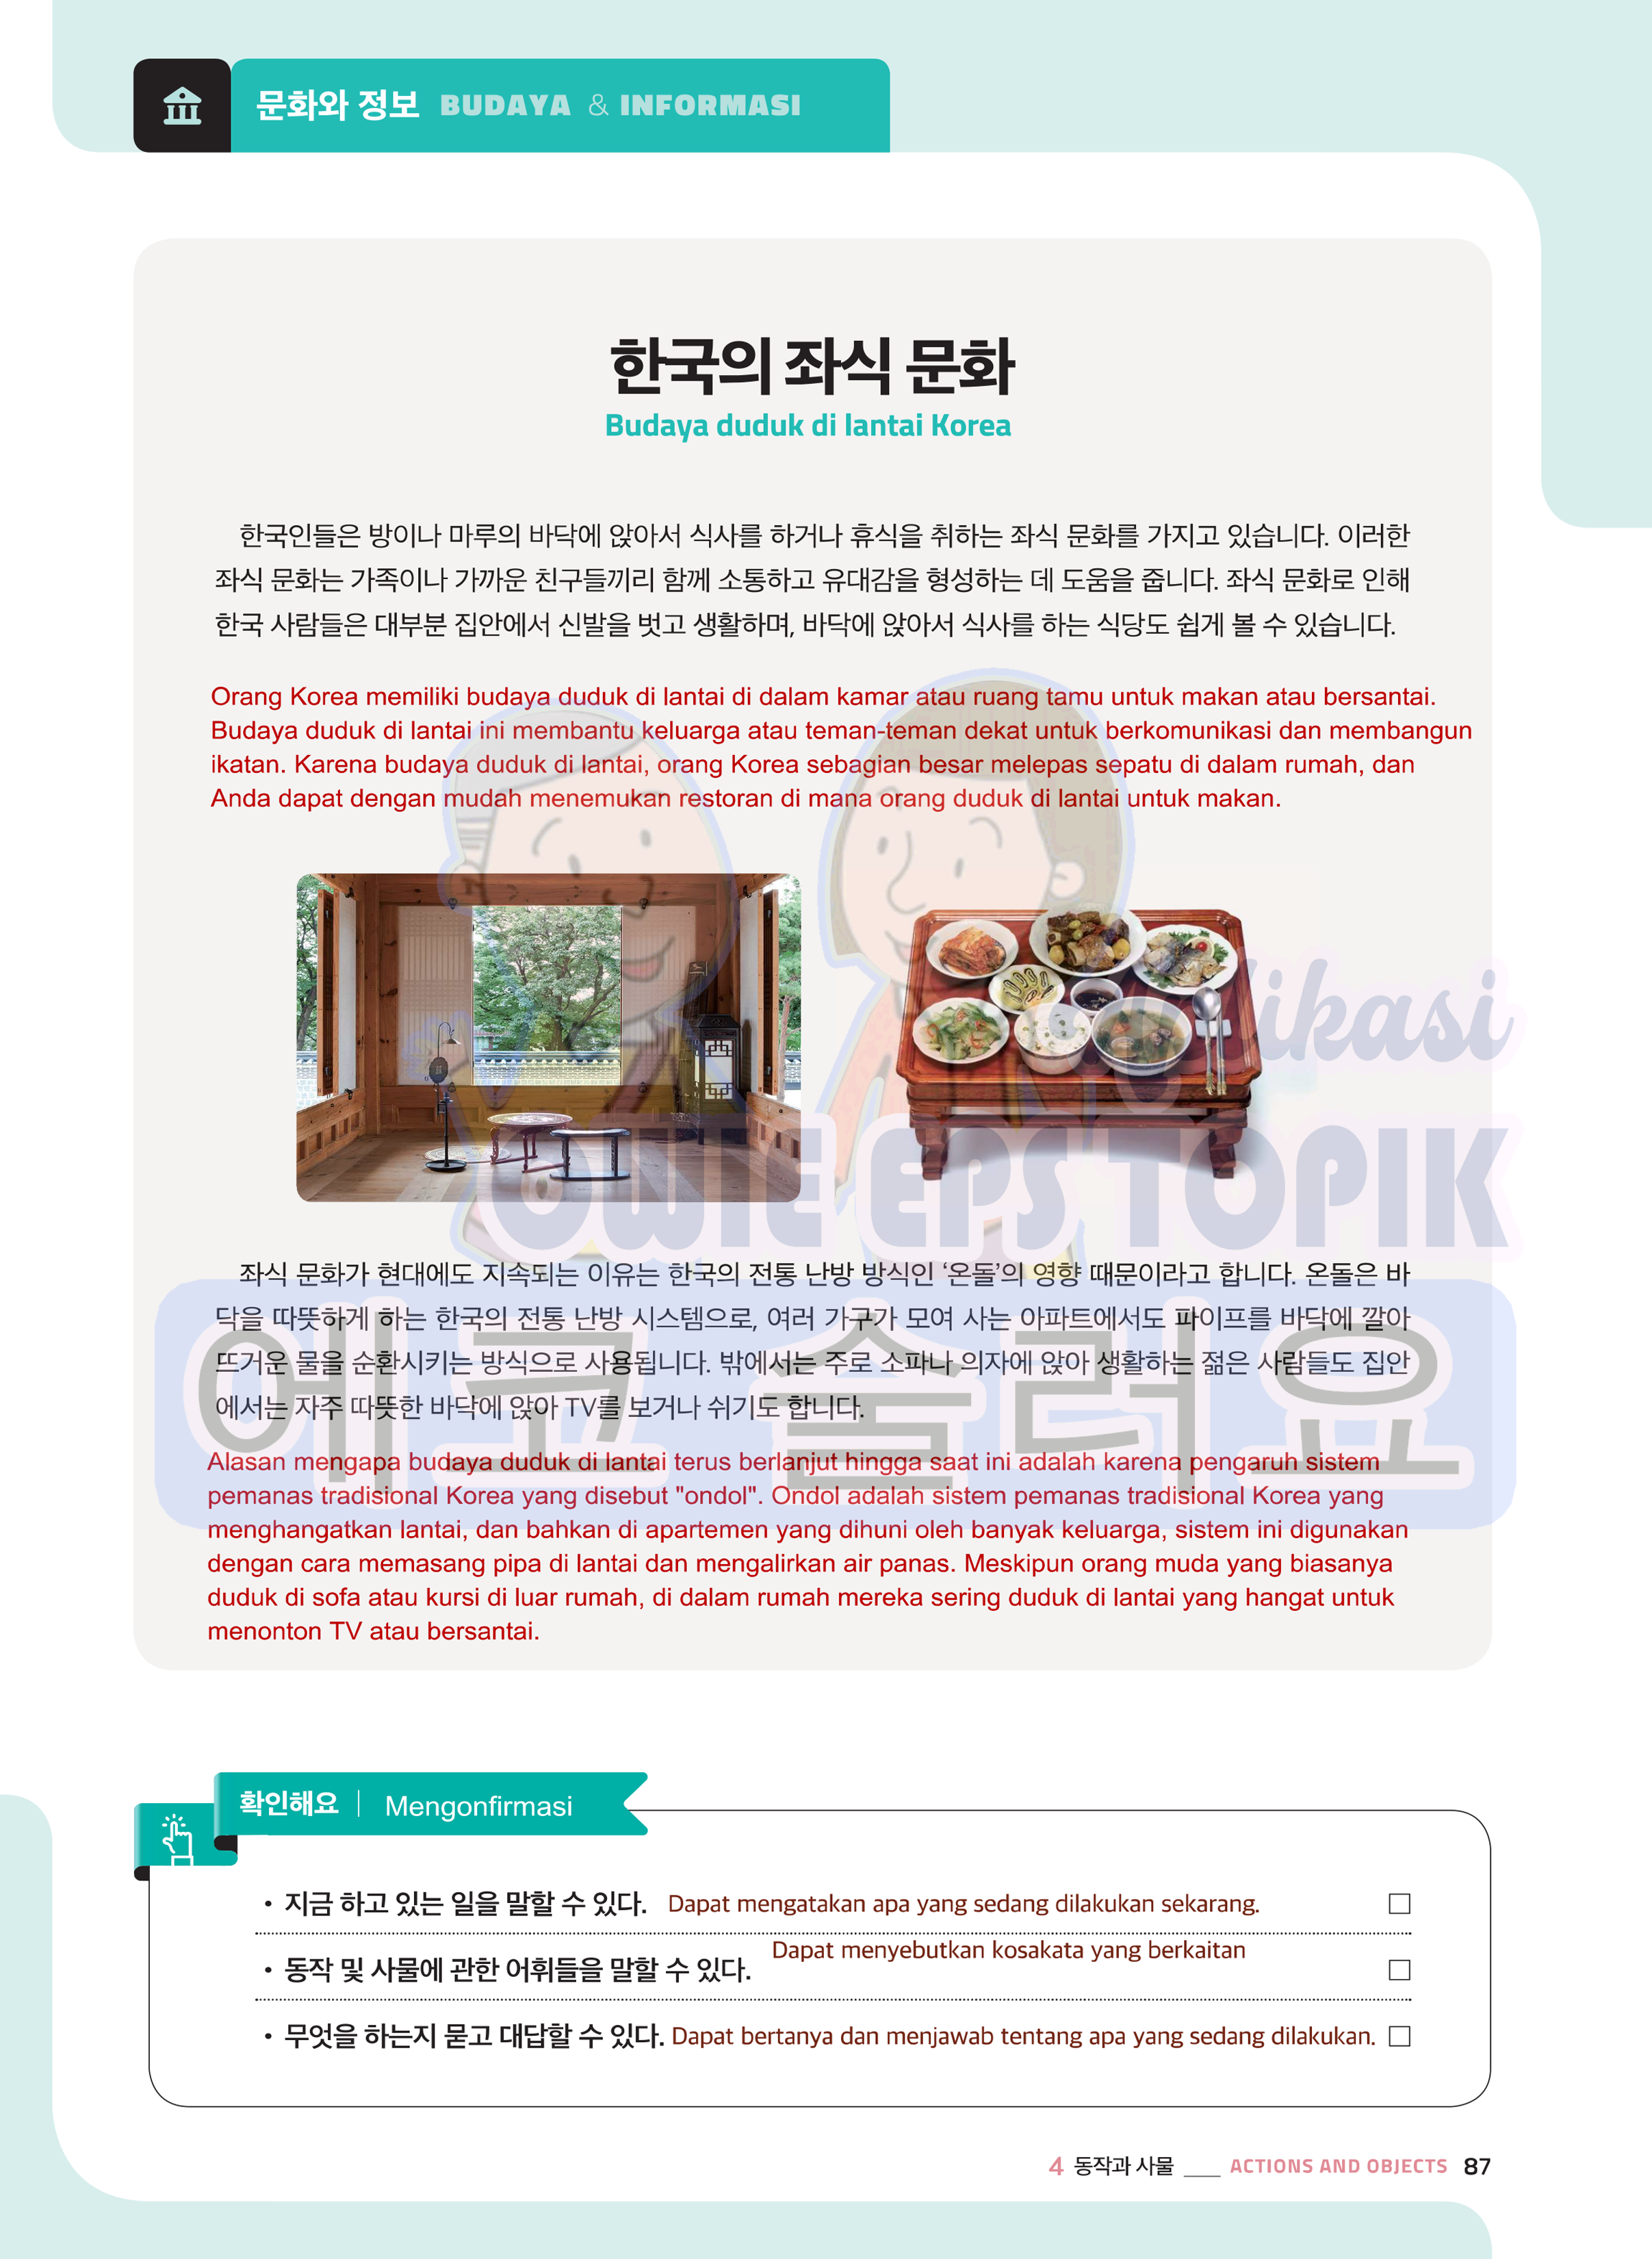 문화와 정보 BUDAYA & INFORMASI
한국의 좌식 문화
Budaya duduk di lantai Korea
한국인들은 방이나 마루의 바닥에 앉아서 식사를 하거나 휴식을 취하는 좌식 문화를 가지고 있습니다. 이러한
좌식 문화는 가족이나 가까운 친구들끼리 함께 소통하고 유대감을 형성하는 데 도움을 줍니다. 좌식 문화로 인해
한국 사람들은 대부분 집안에서 신발을 벗고 생활하며, 바닥에 앉아서 식사를 하는 식당도 쉽게 볼 수 있습니다.
Orang Korea memiliki budaya duduk di lantai di dalam kamar atau ruang tamu untuk makan atau bersantai.
Budaya duduk di lantai ini membantu keluarga atau teman-teman dekat untuk berkomunikasi dan membangun
ikatan. Karena budaya duduk di lantai, orang Korea sebagian besar melepas sepatu di dalam rumah, dan
Anda dapat dengan mudah menemukan restoran di mana orang duduk di lantai untuk makan.
OWIE EPS TOPIK
좌식 문화가 현대에도 지속되는 이유는 한국의 전통 난방 방식인 ‘온돌’의 영향 때문이라고 합니다. 온돌은 바
닥을 따뜻하게 하는 한국의 전통 난방 시스템으로, 여러 가구가 모여 사는 아파트에서도 파이프를 바닥에 깔아
뜨거운 물을 순환시키는 방식으로 사용됩니다. 밖에서는 주로 소파나 의자에 앉아 생활하는 젊은 사람들도 집안
에서는 자주 따뜻한 바닥에 앉아 TV를 보거나 쉬기도 합니다.
에코 술러요
Alasan mengapa budaya duduk di lantai terus berlanjut hingga saat ini adalah karena pengaruh sistem
pemanas tradisional Korea yang disebut "ondol". Ondol adalah sistem pemanas tradisional Korea yang
menghangatkan lantai, dan bahkan di apartemen yang dihuni oleh banyak keluarga, sistem ini digunakan
dengan cara memasang pipa di lantai dan mengalirkan air panas. Meskipun orang muda yang biasanya
duduk di sofa atau kursi di luar rumah, di dalam rumah mereka sering duduk di lantai yang hangat untuk
menonton TV atau bersantai.
확인해요 | Mengonfirmasi
• 지금 하고 있는 일을 말할 수 있다. Dapat mengatakan apa yang sedang dilakukan sekarang.
Dapat menyebutkan kosakata yang berkaitan
• 동작 및 사물에 관한 어휘들을 말할 수 있다.
• 무엇을 하는지 묻고 대답할 수 있다. Dapat bertanya dan menjawab tentang apa yang sedang dilakukan.
4 동작과 사물 ___ ACTIONS AND OBJECTS 87